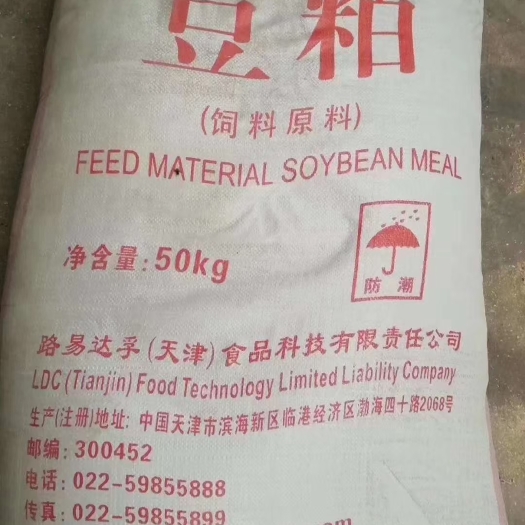 豆粕
(饲料原料)
FEED MATERIAL SOYBEAN MEAL
净含量:50kg
防 潮
路易达孚(天津)食品科技有限责任公司
LDC (Tianjin) Food Technology Limited Liability Company
生产(注册)地址: 中国天津市滨海新区临港经济区渤海四十路2068号
邮编: 300452
电话: 022-59855888
传真: 022-59855899